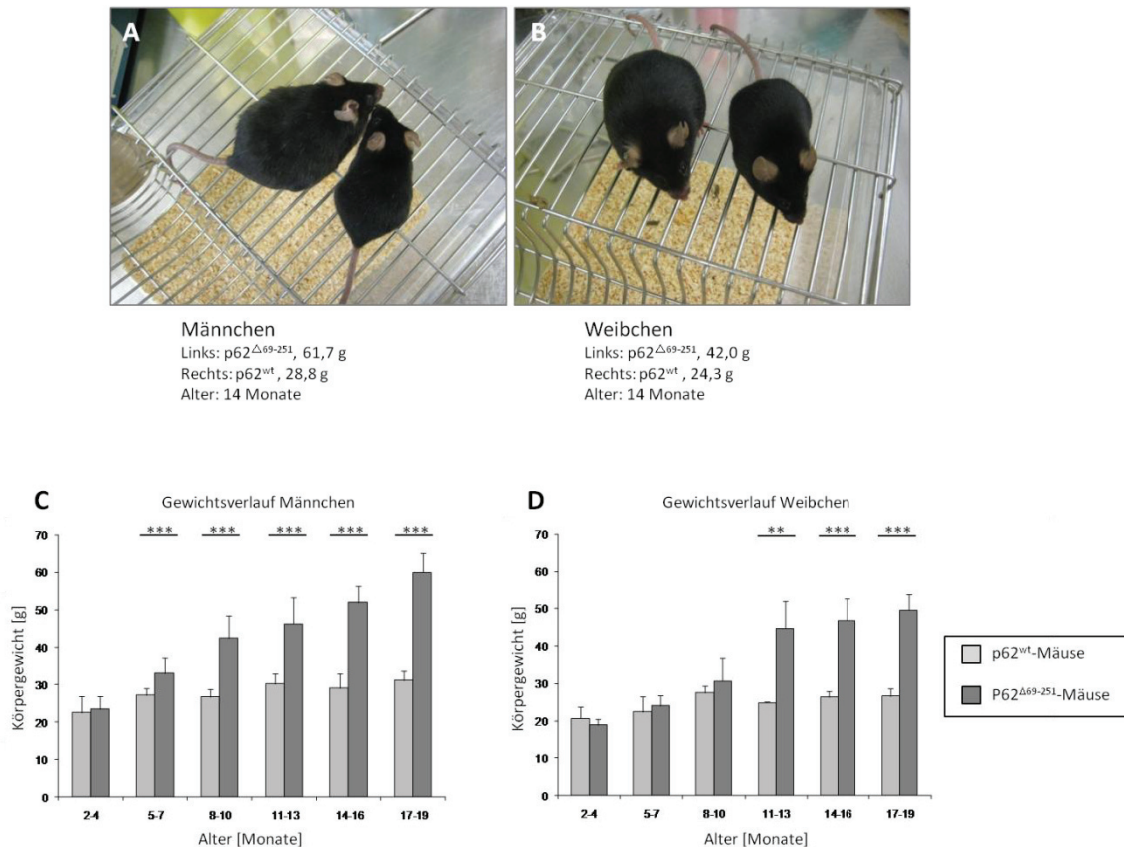 A
B
Männchen
Links: p62△69-251, 61,7 g
Rechts: p62wt , 28,8 g
Alter: 14 Monate
Weibchen
Links: p62△69-251, 42,0 g
Rechts: p62wt , 24,3 g
Alter: 14 Monate
C
Gewichtsverlauf Männchen
*** *** *** *** ***
Körpergewicht [g]
70
60
50
40
30
20
10
0
2-4 5-7 8-10 11-13 14-16 17-19
Alter [Monate]
D
Gewichtsverlauf Weibchen
** *** ***
Körpergewicht [g]
70
60
50
40
30
20
10
0
2-4 5-7 8-10 11-13 14-16 17-19
Alter [Monate]
p62wt-Mäuse
P62Δ69-251-Mäuse